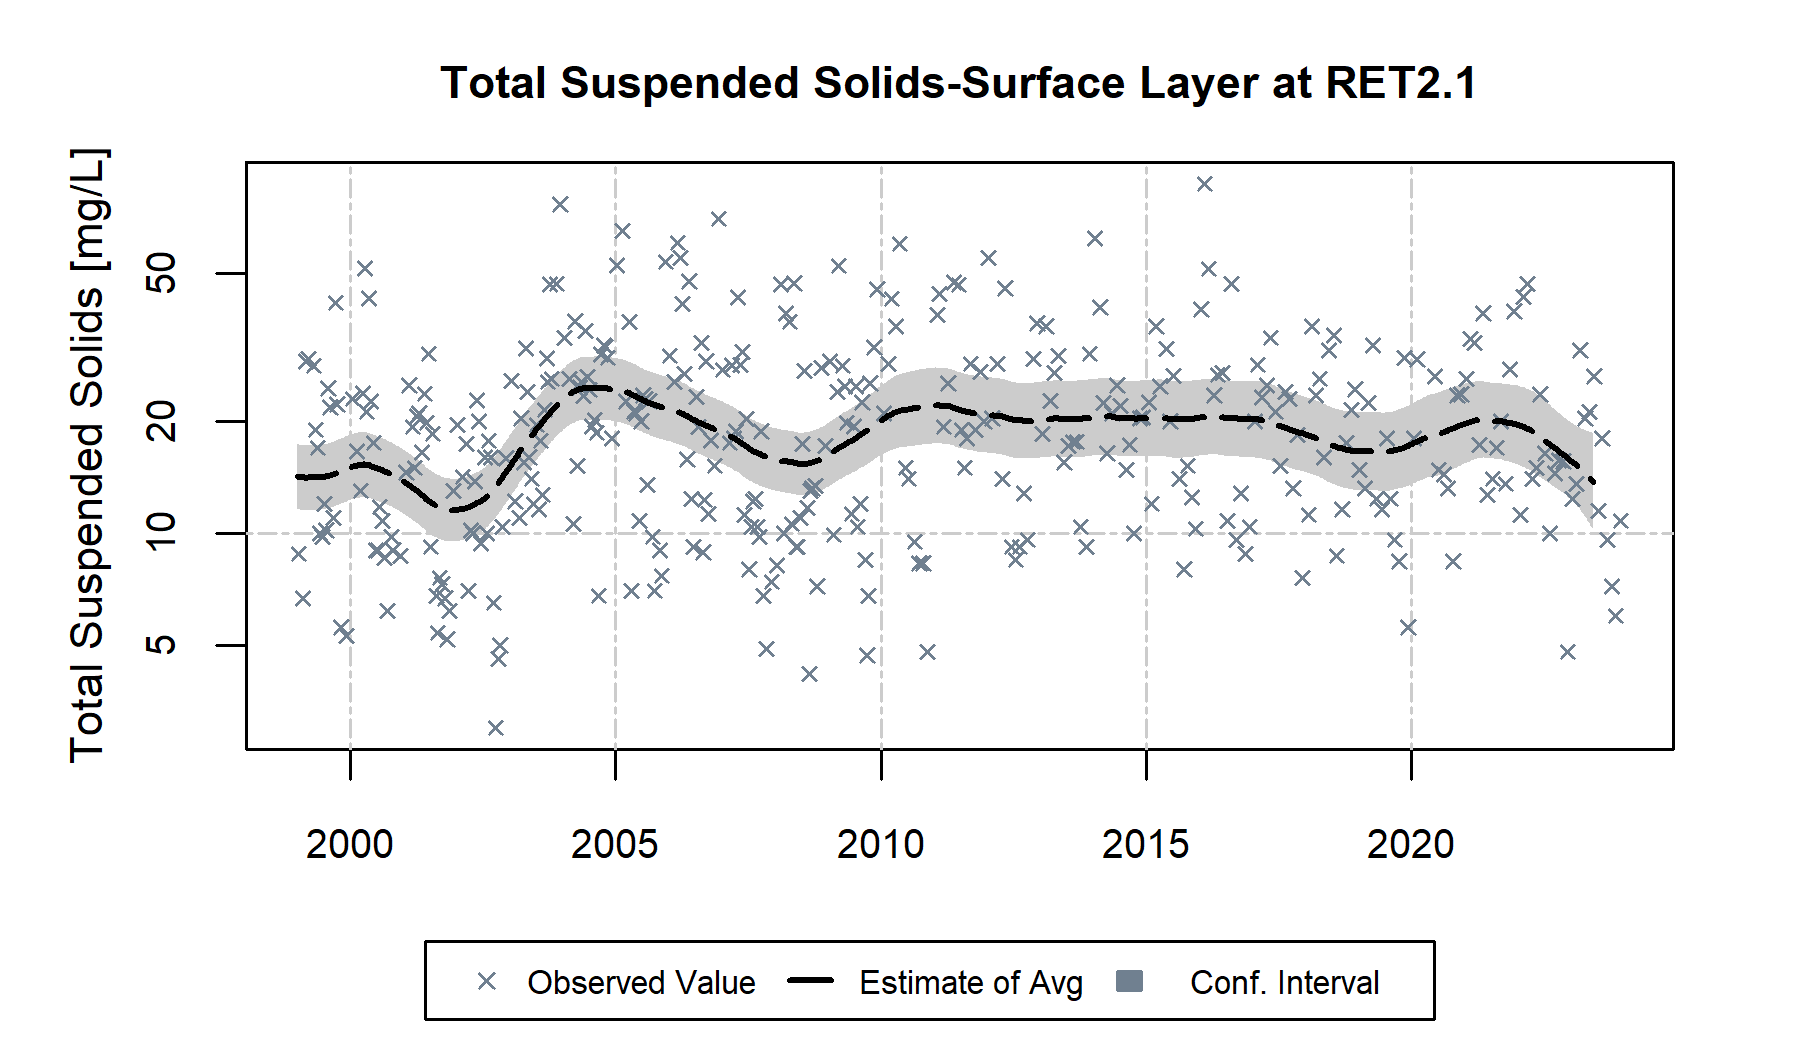 Total Suspended Solids-Surface Layer at RET2.1
Total Suspended Solids [mg/L]
50
20
10
5
2000 2005 2010 2015 2020
Observed Value Estimate of Avg Conf. Interval